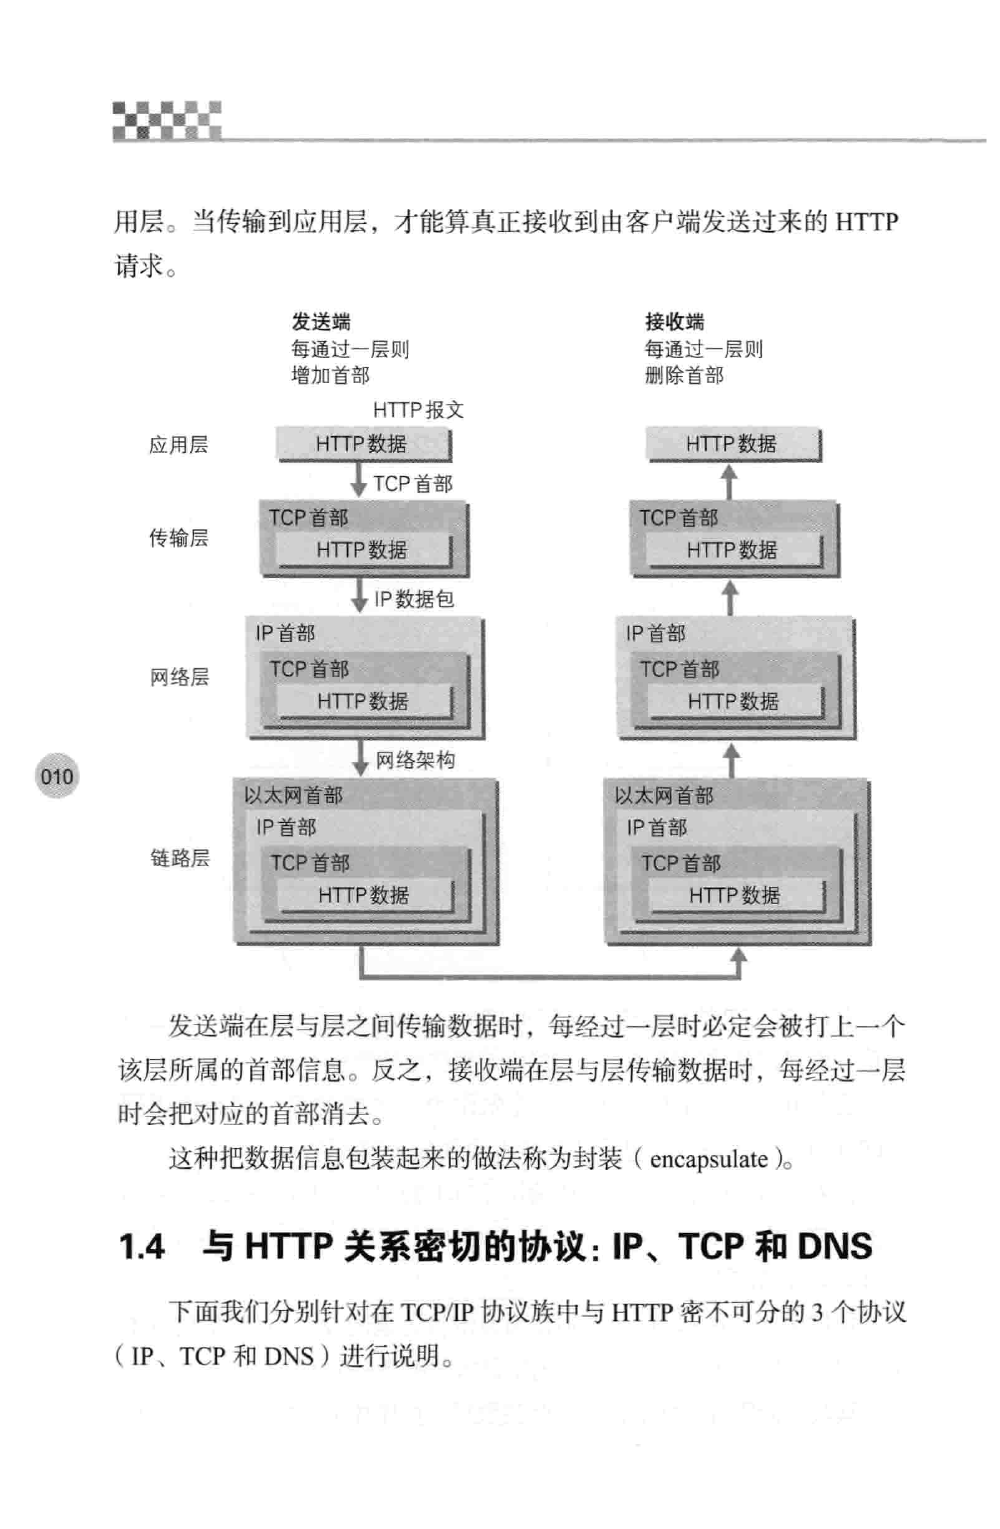 用层。当传输到应用层，才能算真正接收到由客户端发送过来的 HTTP
请求。
发送端
每通过一层则
增加首部
接收端
每通过一层则
删除首部
HTTP 报文
应用层
HTTP 数据
HTTP 数据
TCP 首部
传输层
TCP 首部
HTTP 数据
TCP 首部
HTTP 数据
IP 数据包
网络层
IP 首部
TCP 首部
HTTP 数据
IP 首部
TCP 首部
HTTP 数据
网络架构
010
链路层
以太网首部
IP 首部
TCP 首部
HTTP 数据
以太网首部
IP 首部
TCP 首部
HTTP 数据
发送端在层与层之间传输数据时，每经过一层时必定会被打上一个
该层所属的首部信息。反之，接收端在层与层传输数据时，每经过一层
时会把对应的首部消去。
这种把数据信息包装起来的做法称为封装（encapsulate）。
1.4 与 HTTP 关系密切的协议：IP、TCP 和 DNS
下面我们分别针对在 TCP/IP 协议族中与 HTTP 密不可分的 3 个协议
（IP、TCP 和 DNS）进行说明。